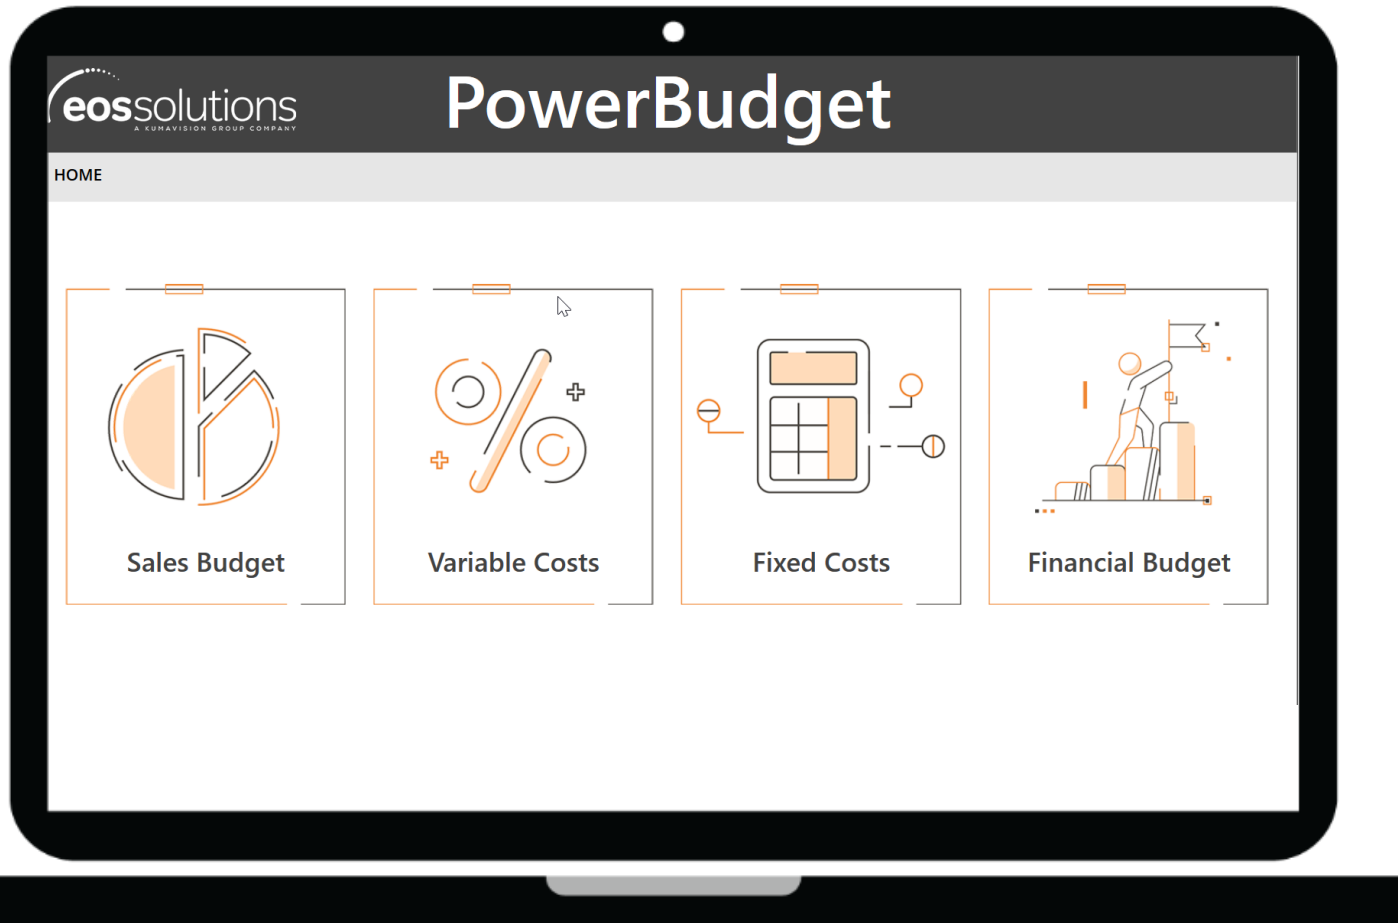 eossolutions
A KUMAVISION GROUP COMPANY
PowerBudget
HOME
Sales Budget
Variable Costs
Fixed Costs
Financial Budget